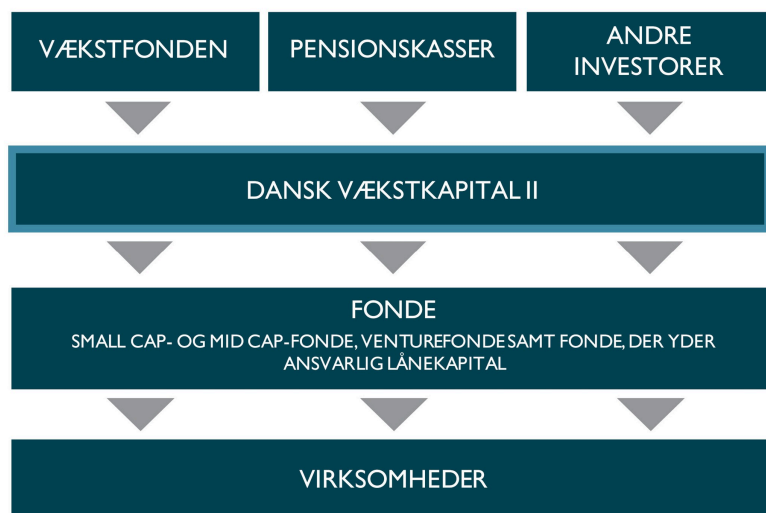 VÆKSTFONDEN
PENSIONSKASSER
ANDRE
INVESTORER
DANSK VÆKSTKAPITAL II
FONDE
SMALL CAP- OG MID CAP-FONDE, VENTUREFONDE SAMT FONDE, DER YDER
ANSVARLIG LÅNEKAPITAL
VIRKSOMHEDER